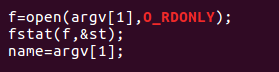 f=open(argv[1],O_RDONLY);
fstat(f,&st);
name=argv[1];